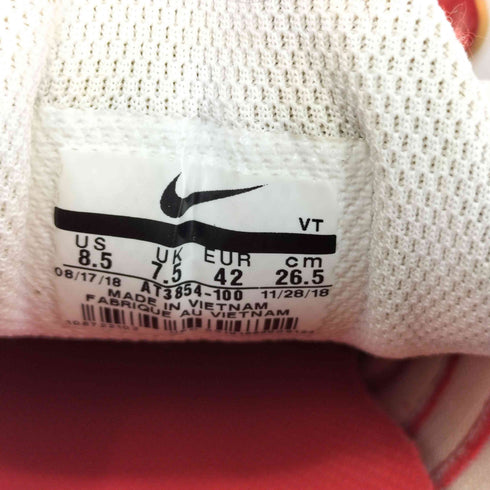 VT
US UK EUR cm
8.5 7.5 42 26.5
08/17/18 AT3854-100 11/28/18
MADE IN VIETNAM
FABRIQUE AU VIETNAM